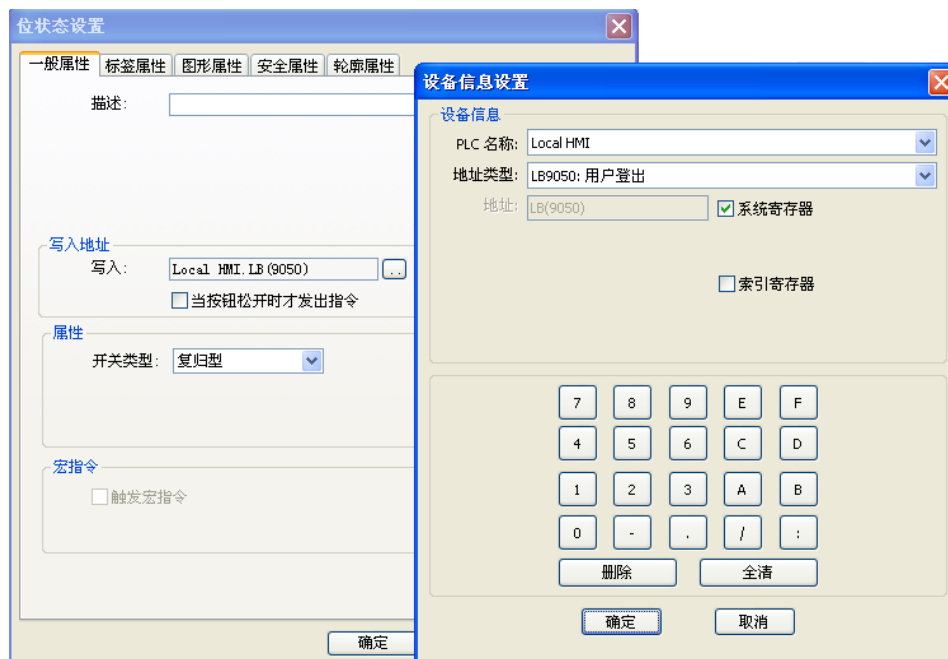 位状态设置
一般属性 标签属性 图形属性 安全属性 轮廓属性
描述:
写入地址
写入: Local HMI.LB(9050) ..
当按钮松开时才发出指令
属性
开关类型: 复归型
宏指令
触发宏指令
确定
设备信息设置
设备信息
PLC 名称: Local HMI
地址类型: LB9050: 用户登出
地址: LB(9050) 系统寄存器
索引寄存器
7 8 9 E F
4 5 6 C D
1 2 3 A B
0 - . / :
删除 全清
确定 取消